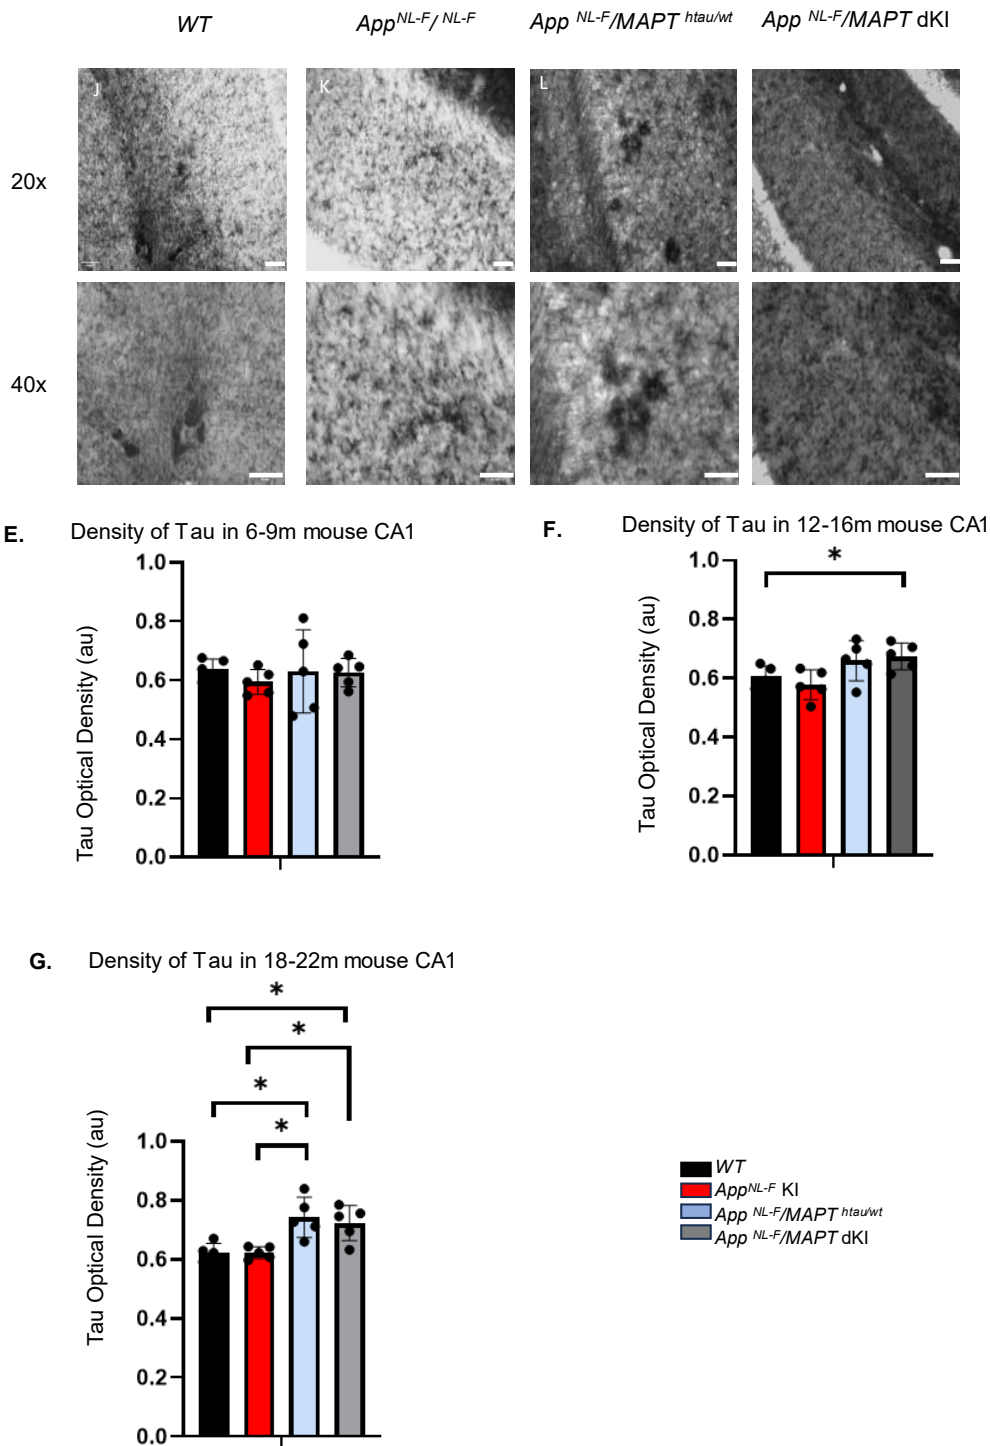 WT App NL-F/ NL-F App NL-F/MAPT htau/wt App NL-F/MAPT dKI
J K L
20x
40x
E. Density of Tau in 6-9m mouse CA1
Tau Optical Density (au)
1.0
0.8
0.6
0.4
0.2
0.0
F. Density of Tau in 12-16m mouse CA1
*
Tau Optical Density (au)
1.0
0.8
0.6
0.4
0.2
0.0
G. Density of Tau in 18-22m mouse CA1
*
*
*
*
Tau Optical Density (au)
1.0
0.8
0.6
0.4
0.2
0.0
WT
App NL-F KI
App NL-F/MAPT htau/wt
App NL-F/MAPT dKI